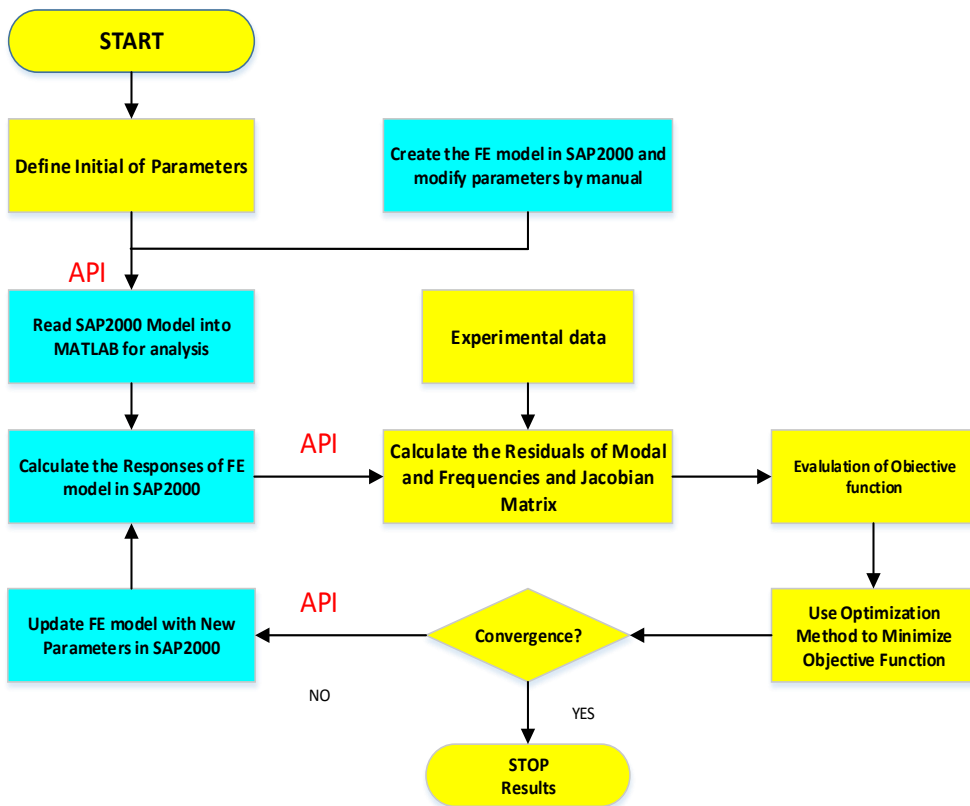 START
Define Initial of Parameters
Create the FE model in SAP2000 and
modify parameters by manual
API
Read SAP2000 Model into
MATLAB for analysis
Experimental data
Calculate the Responses of FE
model in SAP2000
API
Calculate the Residuals of Modal
and Frequencies and Jacobian
Matrix
Evalulation of Obiective
function
Update FE model with New
Parameters in SAP2000
API
Convergence?
Use Optimization
Method to Minimize
Objective Function
NO
YES
STOP
Results